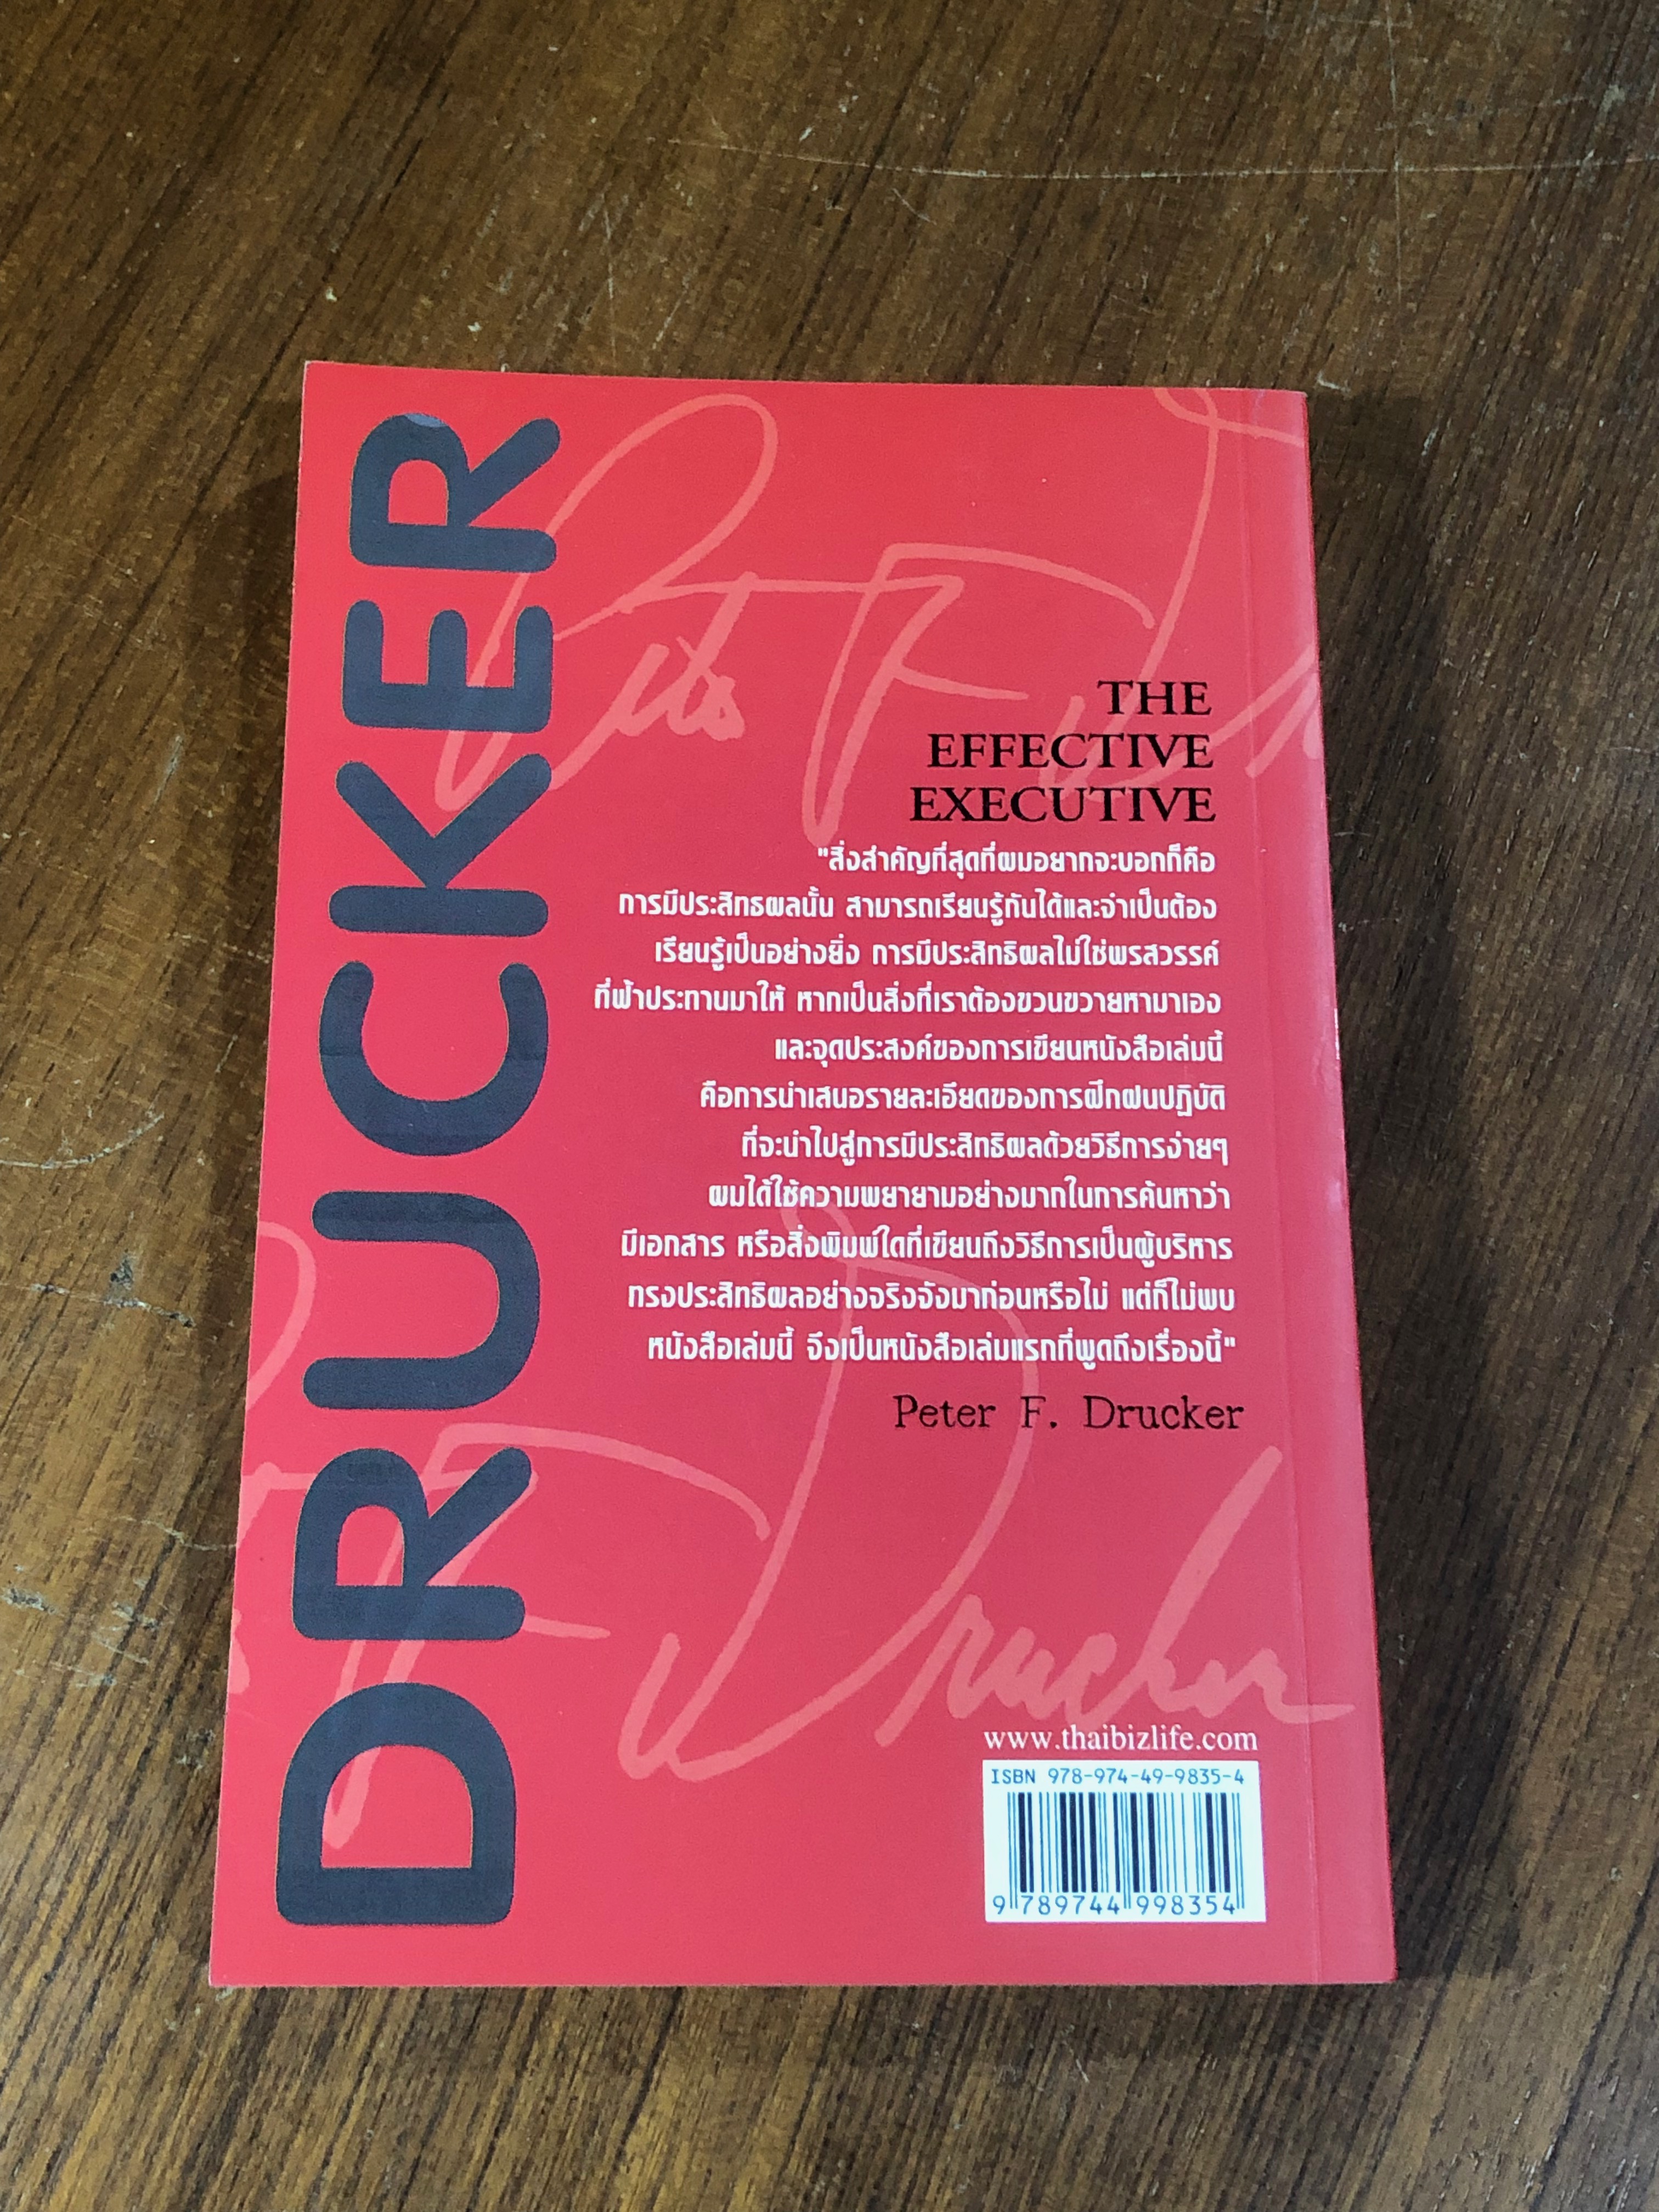 DRUCKER
THE
EFFECTIVE
EXECUTIVE
"สิ่งสำคัญที่สุดที่ผมอยากจะบอกก็คือ
การมีประสิทธผลนั้น สามารถเรียนรู้กันได้และจำเป็นต้อง
เรียนรู้เป็นอย่างยิ่ง การมีประสิทธิผลไม่ใช่พรสวรรค์
ที่ฟ้าประทานมาให้ หากเป็นสิ่งที่เราต้องขวนขวายหามาเอง
และจุดประสงค์ของการเขียนหนังสือเล่มนี้
คือการนำเสนอรายละเอียดของการฝึกฝนปฏิบัติ
ที่จะนำไปสู่การมีประสิทธิผลด้วยวิธีการง่ายๆ
ผมได้ใช้ความพยายามอย่างมากในการค้นหาว่า
มีเอกสาร หรือสิ่งพิมพ์ใดที่เขียนถึงวิธีการเป็นผู้บริหาร
ทรงประสิทธิผลอย่างจริงจังมาก่อนหรือไม่ แต่ก็ไม่พบ
หนังสือเล่มนี้ จึงเป็นหนังสือเล่มแรกที่พูดถึงเรื่องนี้"
Peter F. Drucker
Peter F. Dr
F. Drucker
www.thaibizlife.com
ISBN 978-974-49-9835-4
9 789744 998354